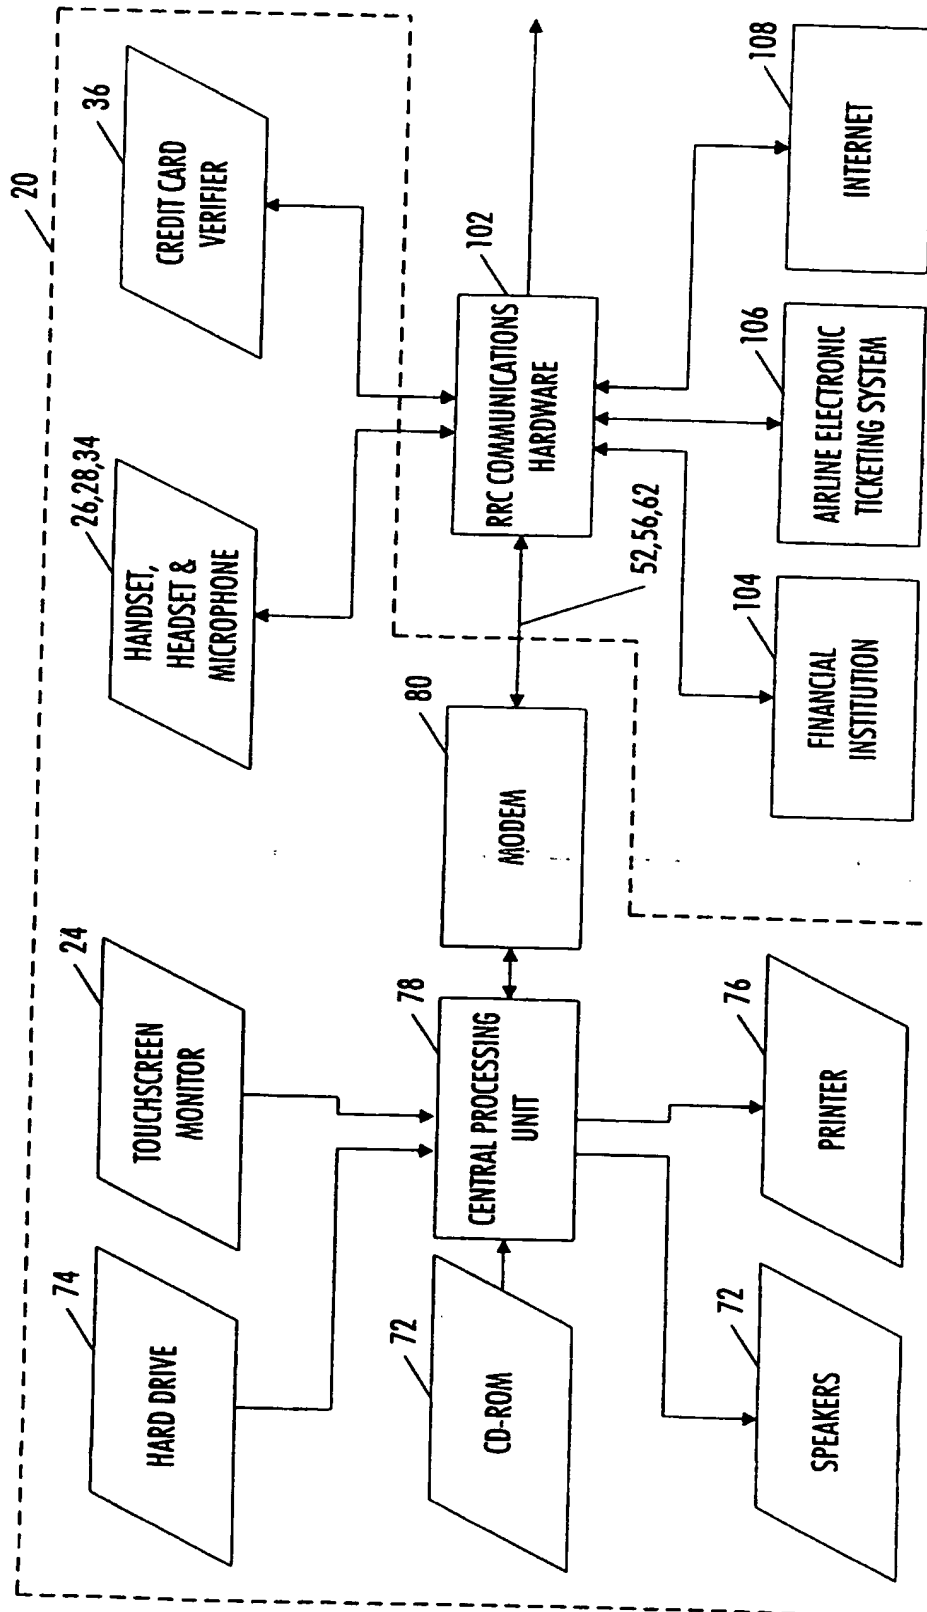 20
74
HARD DRIVE
24
TOUCHSCREEN
MONITOR
26,28,34
HANDSET,
HEADSET &
MICROPHONE
36
CREDIT CARD
VERIFIER
72
CD-ROM
78
CENTRAL PROCESSING
UNIT
80
MODEM
52,56,62
102
RRC COMMUNICATIONS
HARDWARE
72
SPEAKERS
76
PRINTER
104
FINANCIAL
INSTITUTION
106
AIRLINE ELECTRONIC
TICKETING SYSTEM
108
INTERNET